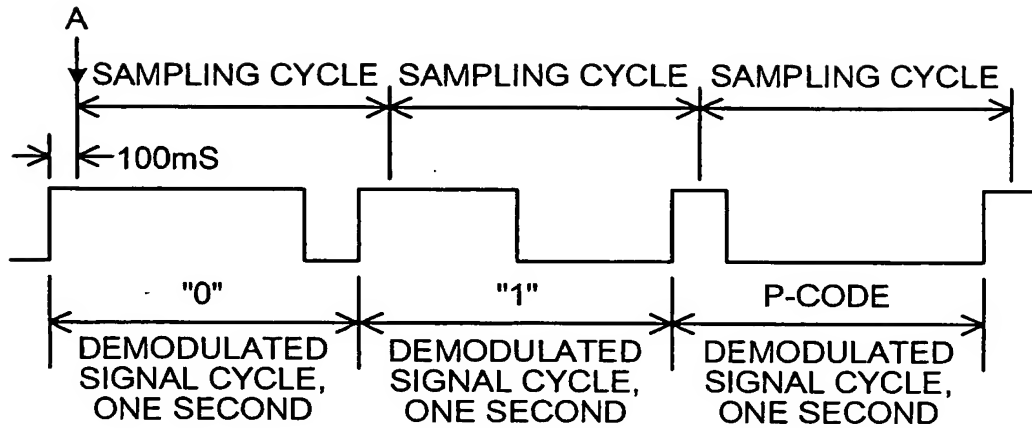 A
SAMPLING CYCLE SAMPLING CYCLE SAMPLING CYCLE
100mS
"0" "1" P-CODE
DEMODULATED DEMODULATED DEMODULATED
SIGNAL CYCLE, SIGNAL CYCLE, SIGNAL CYCLE,
ONE SECOND ONE SECOND ONE SECOND